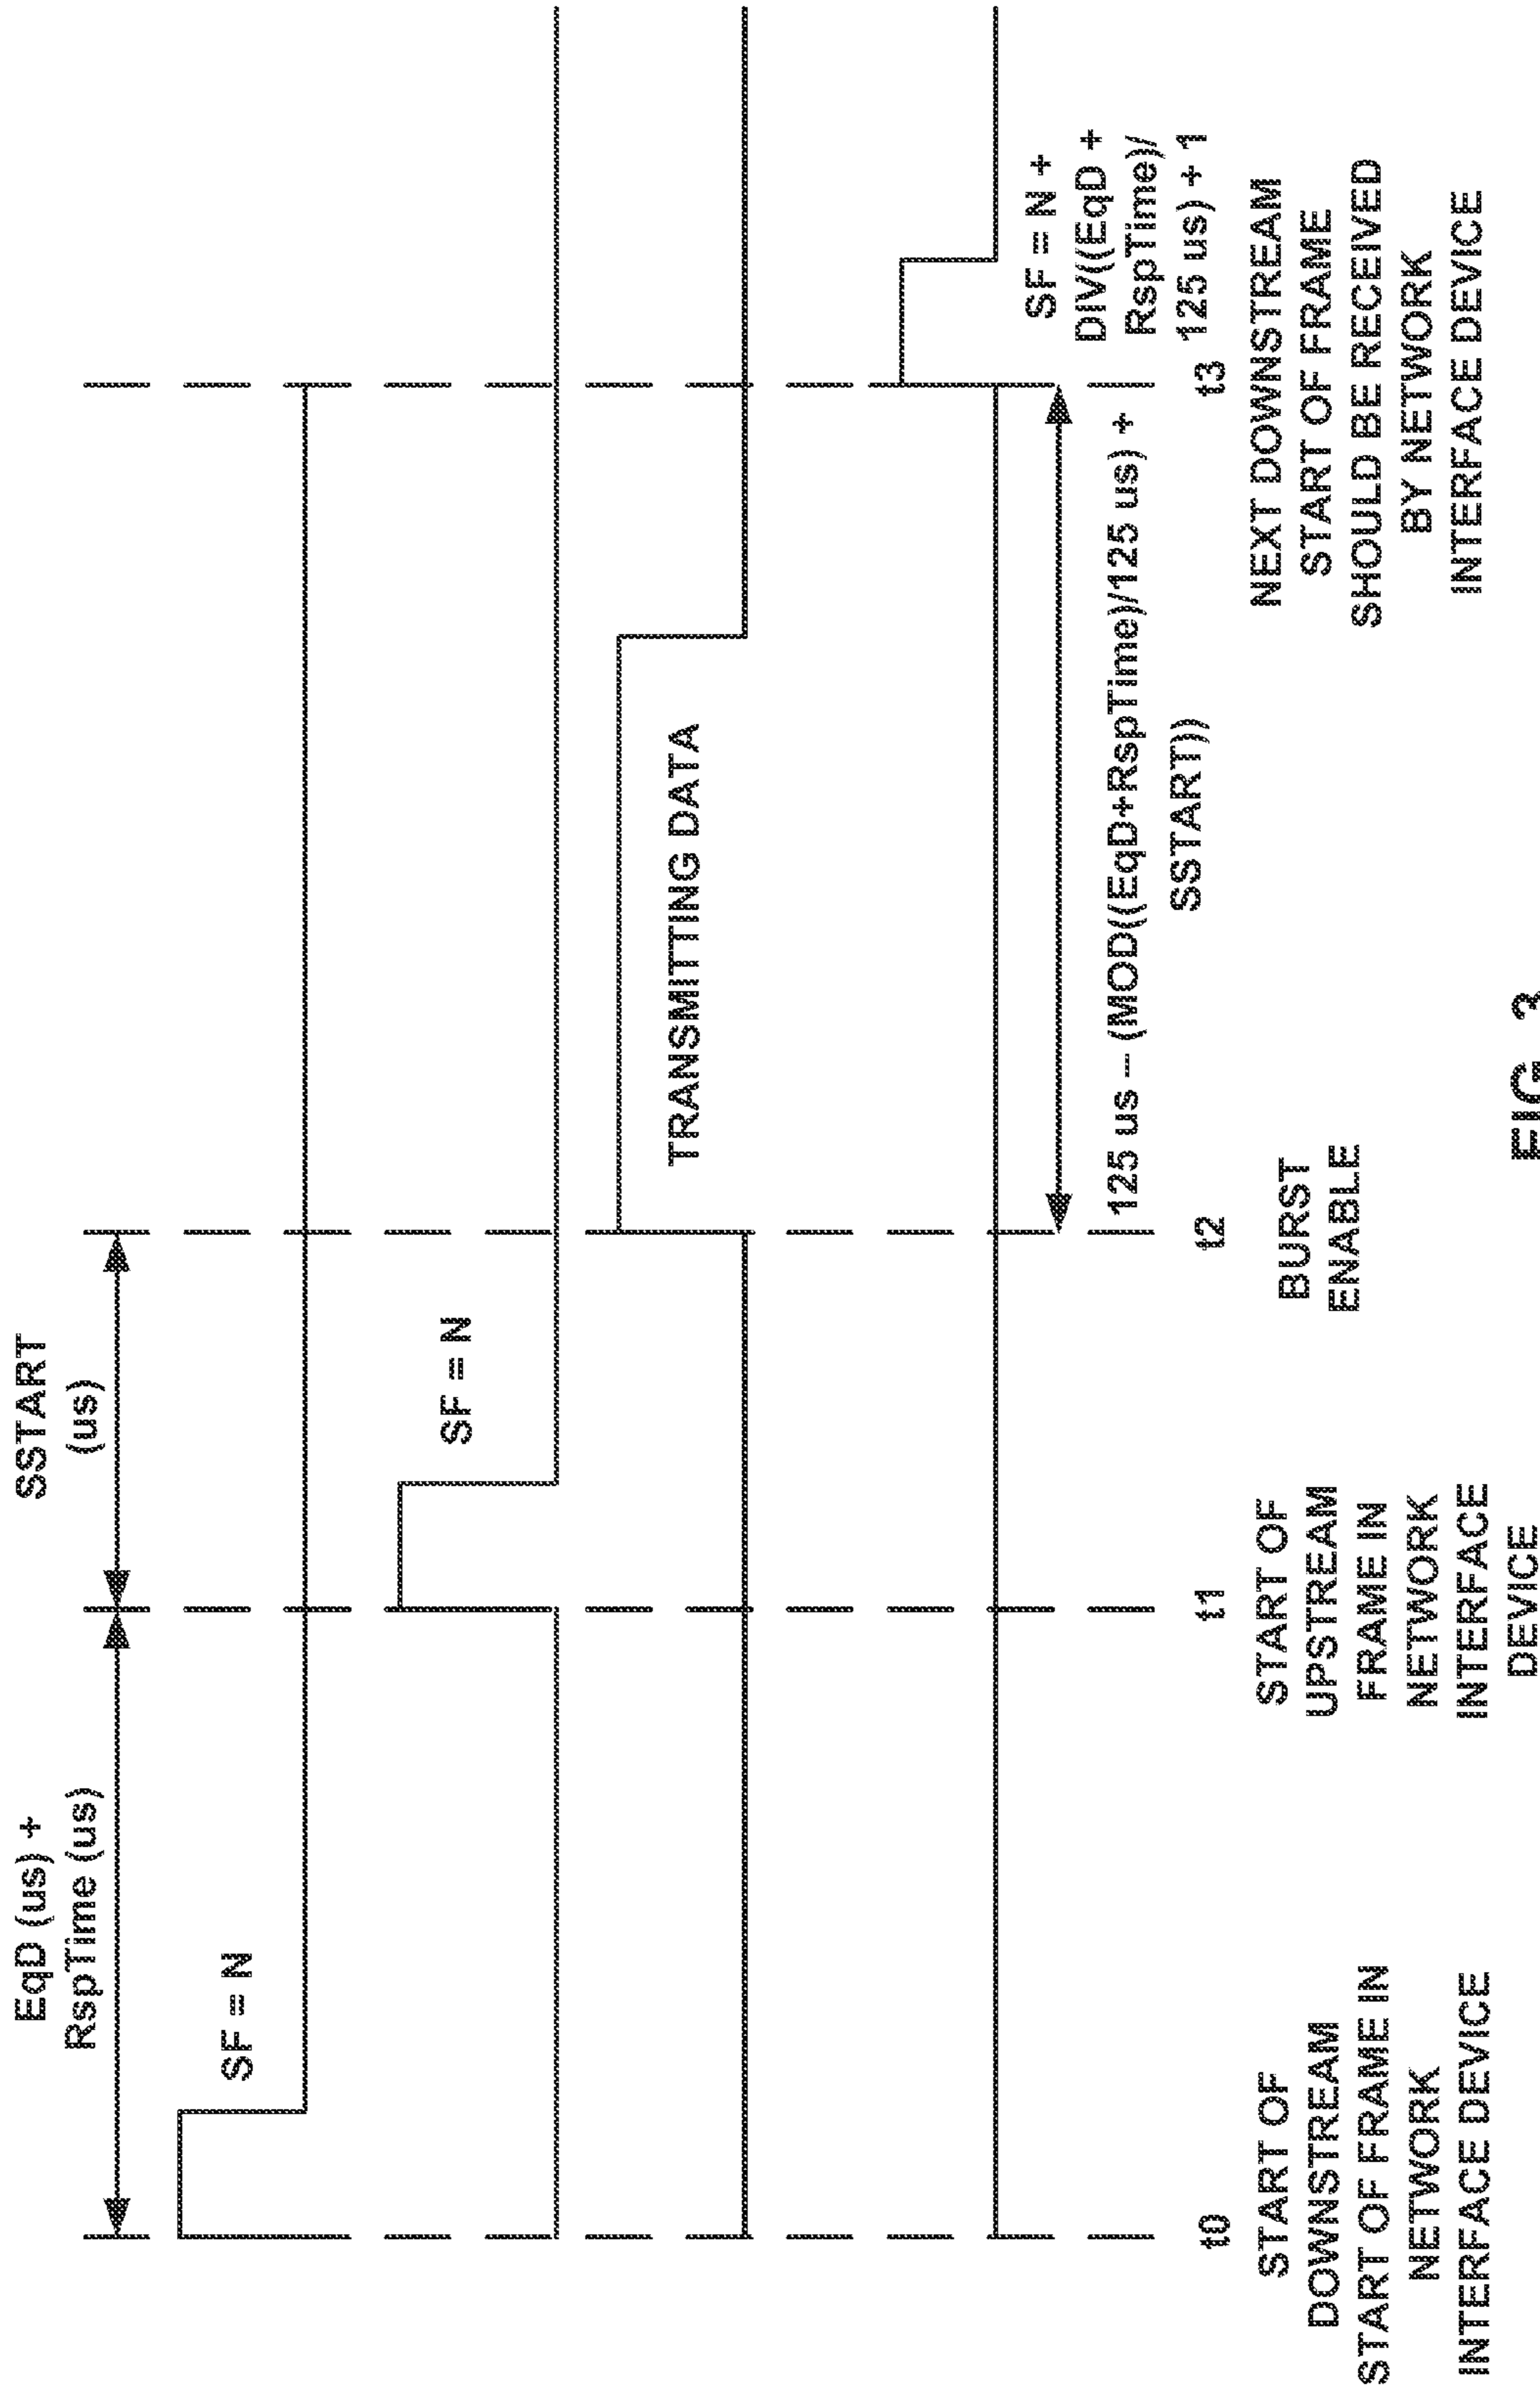 EqD (us) +
RspTime (us)
SSTART
(us)
SF = N
SF = N
TRANSMITTING DATA
125 us -- (MOD((EqD+RspTime)/125 us) +
SSTART))
SF = N +
DIV((EqD +
RspTime)/
125 us) + 1
t0
START OF
DOWNSTREAM
START OF FRAME IN
NETWORK
INTERFACE DEVICE
t1
START OF
UPSTREAM
FRAME IN
NETWORK
INTERFACE
DEVICE
t2
BURST
ENABLE
t3
NEXT DOWNSTREAM
START OF FRAME
SHOULD BE RECEIVED
BY NETWORK
INTERFACE DEVICE
FIG. 3